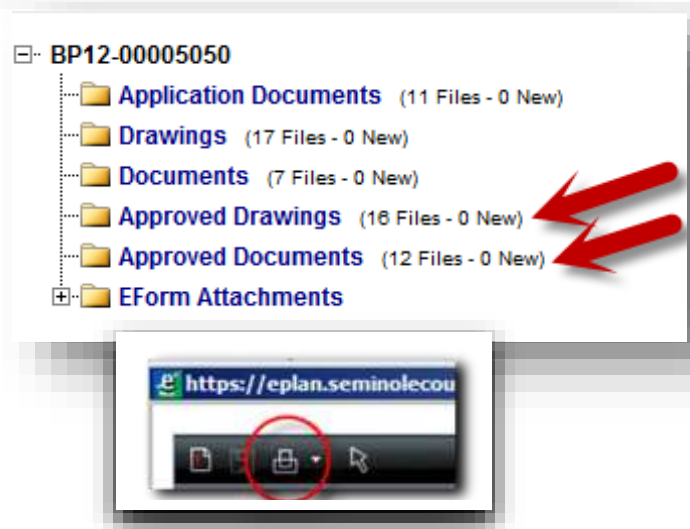 BP12-00005050
Application Documents (11 Files - 0 New)
Drawings (17 Files - 0 New)
Documents (7 Files - 0 New)
Approved Drawings (16 Files - 0 New)
Approved Documents (12 Files - 0 New)
EForm Attachments
https://eplan.seminolecou